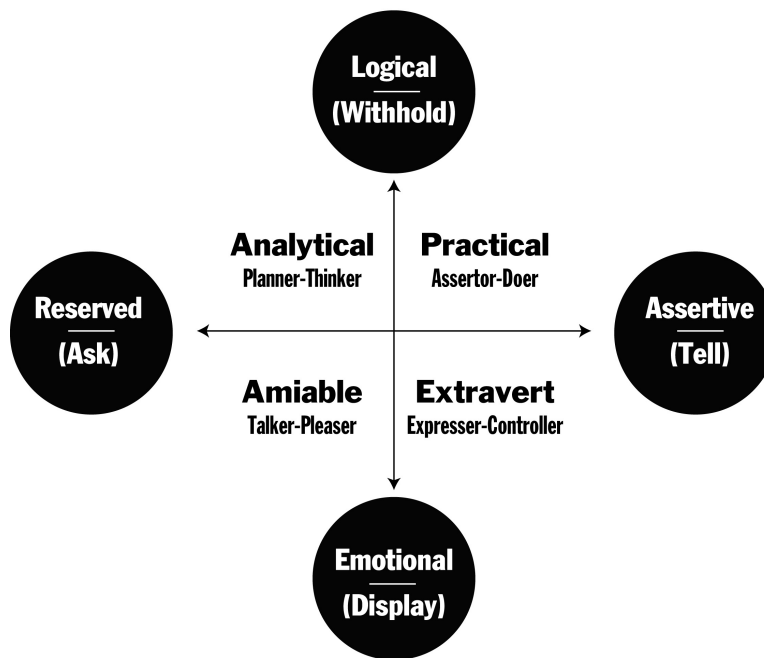 Logical
(Withhold)
Analytical
Planner-Thinker
Practical
Assertor-Doer
Reserved
(Ask)
Assertive
(Tell)
Amiable
Talker-Pleaser
Extravert
Expresser-Controller
Emotional
(Display)